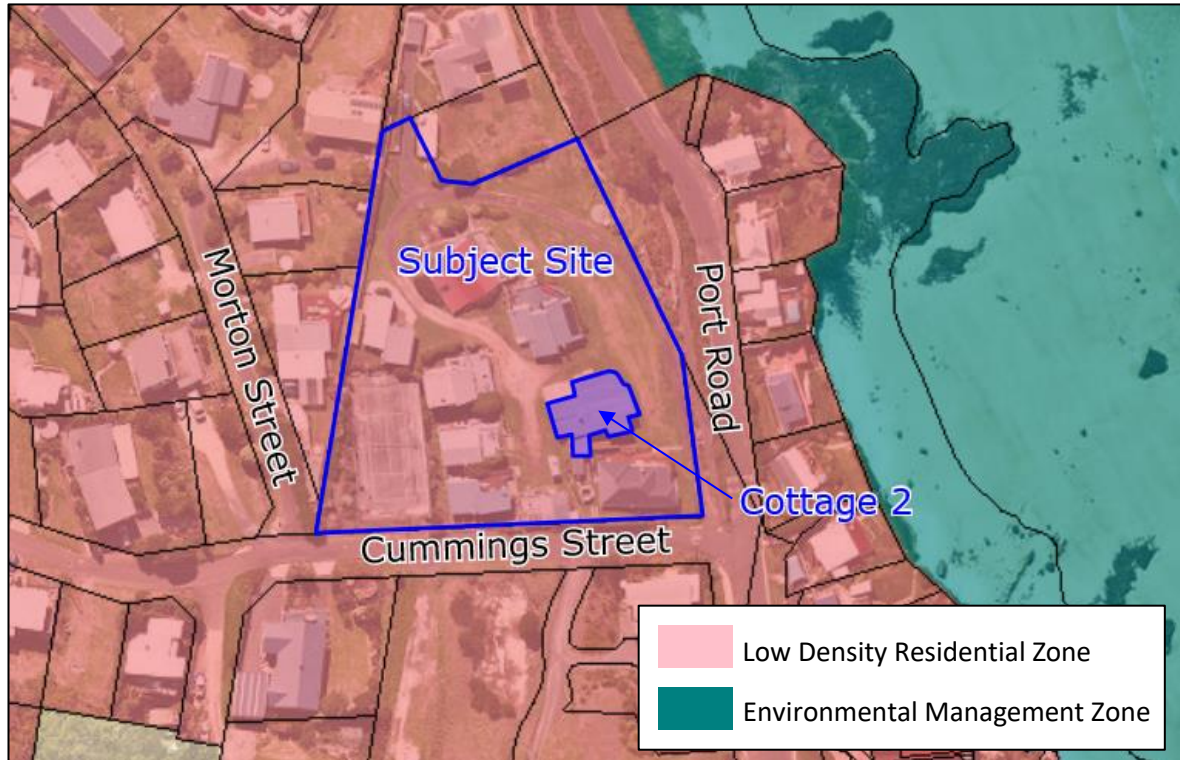 Subject Site
Morton Street
Port Road
Cottage 2
Cummings Street
Low Density Residential Zone
Environmental Management Zone